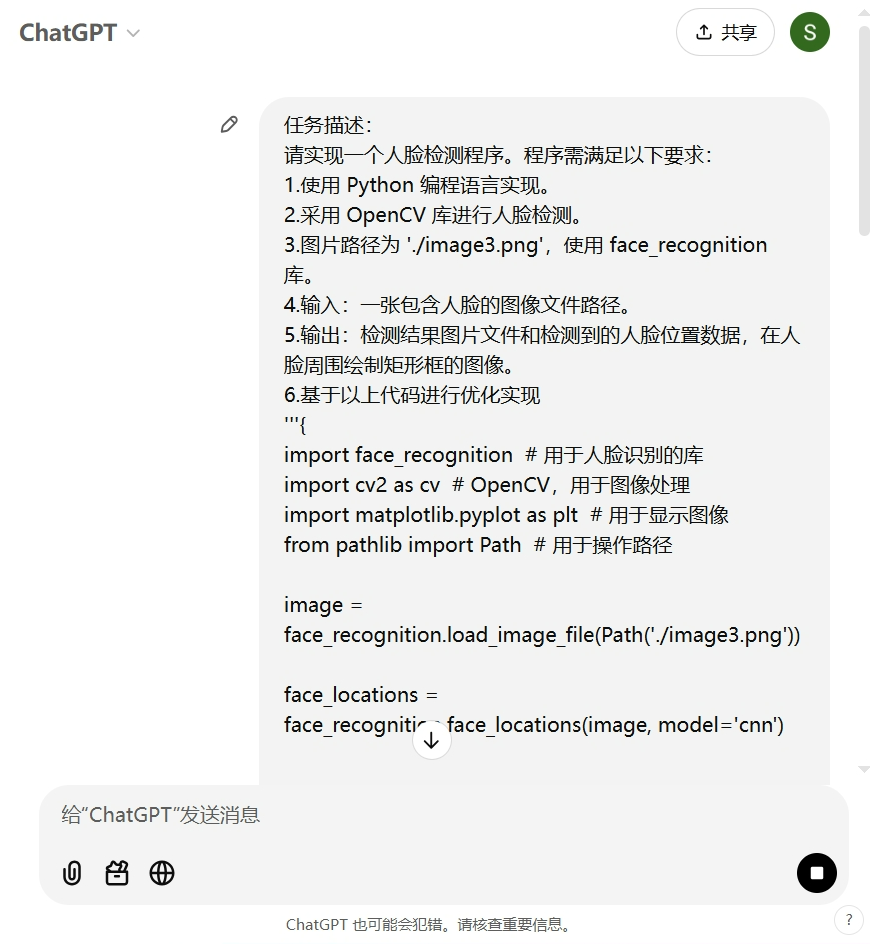 ChatGPT
共享
S
任务描述：
请实现一个人脸检测程序。程序需满足以下要求：
1.使用 Python 编程语言实现。
2.采用 OpenCV 库进行人脸检测。
3.图片路径为 './image3.png'，使用 face_recognition
库。
4.输入：一张包含人脸的图像文件路径。
5.输出：检测结果图片文件和检测到的人脸位置数据，在人
脸周围绘制矩形框的图像。
6.基于以上代码进行优化实现
'''{
import face_recognition  # 用于人脸识别的库
import cv2 as cv  # OpenCV，用于图像处理
import matplotlib.pyplot as plt  # 用于显示图像
from pathlib import Path  # 用于操作路径
image =
face_recognition.load_image_file(Path('./image3.png'))
face_locations =
face_recognition.face_locations(image, model='cnn')
给“ChatGPT”发送消息
ChatGPT 也可能会犯错。请核查重要信息。
?